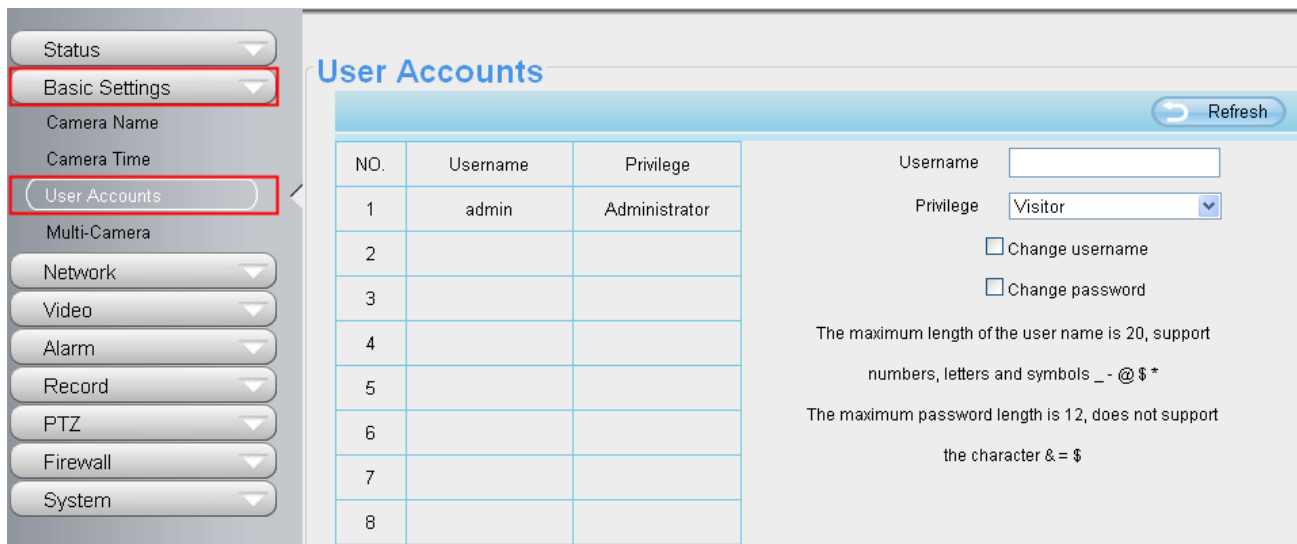 Status
Basic Settings
Camera Name
Camera Time
User Accounts
Multi-Camera
Network
Video
Alarm
Record
PTZ
Firewall
System
User Accounts
Refresh
NO. Username Privilege
1 admin Administrator
2
3
4
5
6
7
8
Username
Privilege Visitor
Change username
Change password
The maximum length of the user name is 20, support
numbers, letters and symbols _ - @ $ *
The maximum password length is 12, does not support
the character & = $